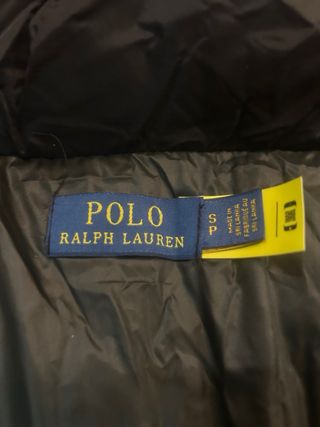 POLO
RALPH LAUREN
S
P
MADE IN
SRI LANKA
FABRIQUÉ AU
SRI LANKA